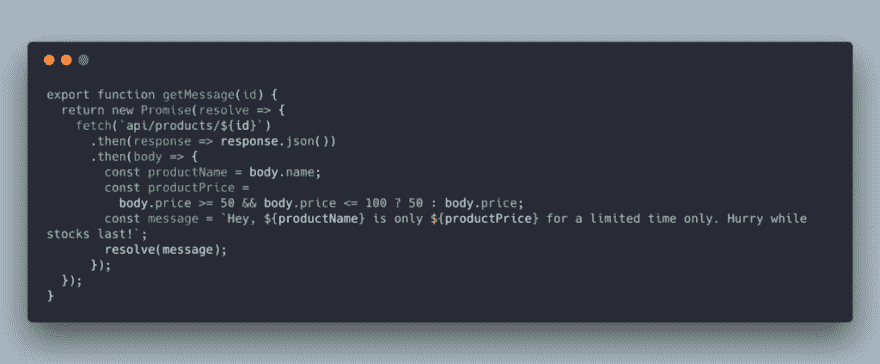 export function getMessage(id) {
  return new Promise(resolve => {
    fetch(`api/products/${id}`)
      .then(response => response.json())
      .then(body => {
        const productName = body.name;
        const productPrice =
          body.price >= 50 && body.price <= 100 ? 50 : body.price;
        const message = `Hey, ${productName} is only ${productPrice} for a limited time only. Hurry while
stocks last!`;
        resolve(message);
      });
  });
}